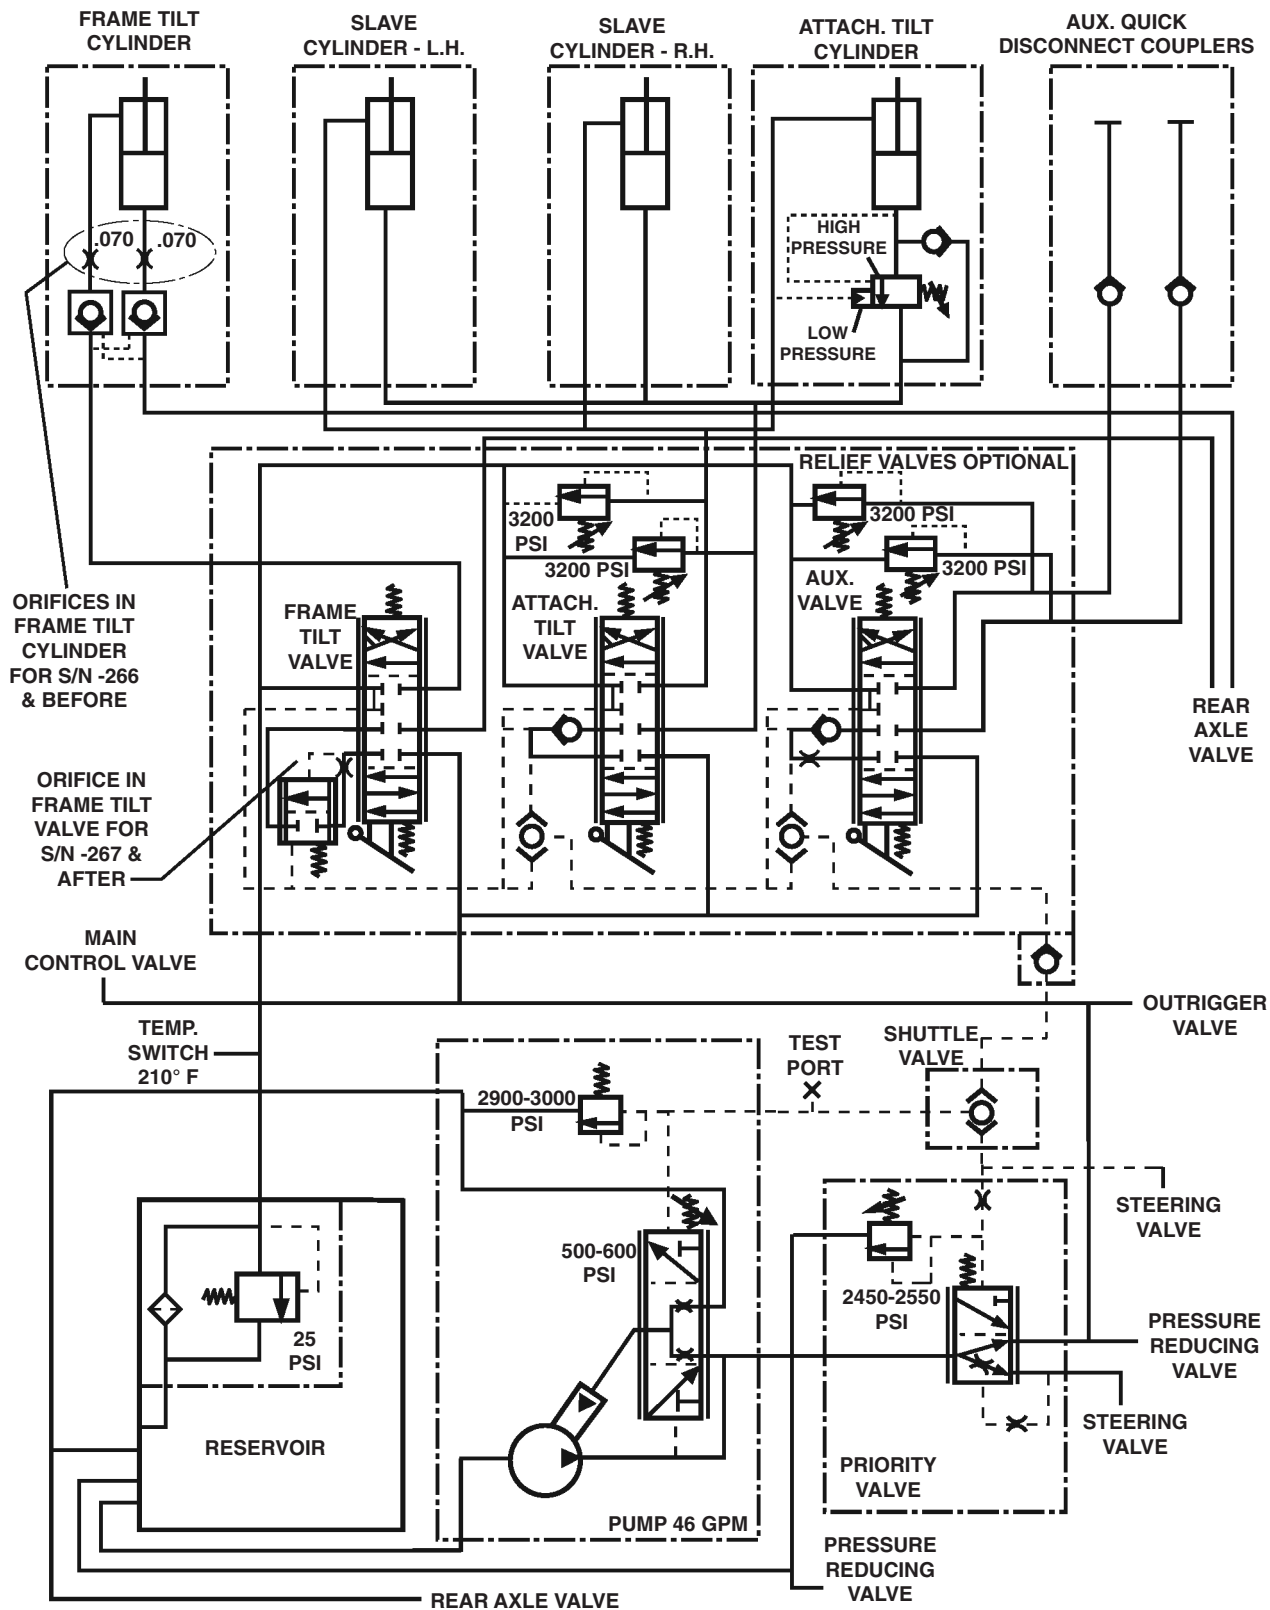 FRAME TILT
CYLINDER
SLAVE
CYLINDER - L.H.
SLAVE
CYLINDER - R.H.
ATTACH. TILT
CYLINDER
AUX. QUICK
DISCONNECT COUPLERS
.070
.070
HIGH
PRESSURE
LOW
PRESSURE
RELIEF VALVES OPTIONAL
3200
PSI
3200 PSI
3200 PSI
3200 PSI
ORIFICES IN
FRAME TILT
CYLINDER
FOR S/N -266
& BEFORE
FRAME
TILT
VALVE
ATTACH.
TILT
VALVE
AUX.
VALVE
REAR
AXLE
VALVE
ORIFICE IN
FRAME TILT
VALVE FOR
S/N -267 &
AFTER
MAIN
CONTROL VALVE
OUTRIGGER
VALVE
TEMP.
SWITCH
210° F
TEST
PORT
SHUTTLE
VALVE
2900-3000
PSI
STEERING
VALVE
500-600
PSI
2450-2550
PSI
25
PSI
PRESSURE
REDUCING
VALVE
STEERING
VALVE
RESERVOIR
PRIORITY
VALVE
PUMP 46 GPM
PRESSURE
REDUCING
VALVE
REAR AXLE VALVE